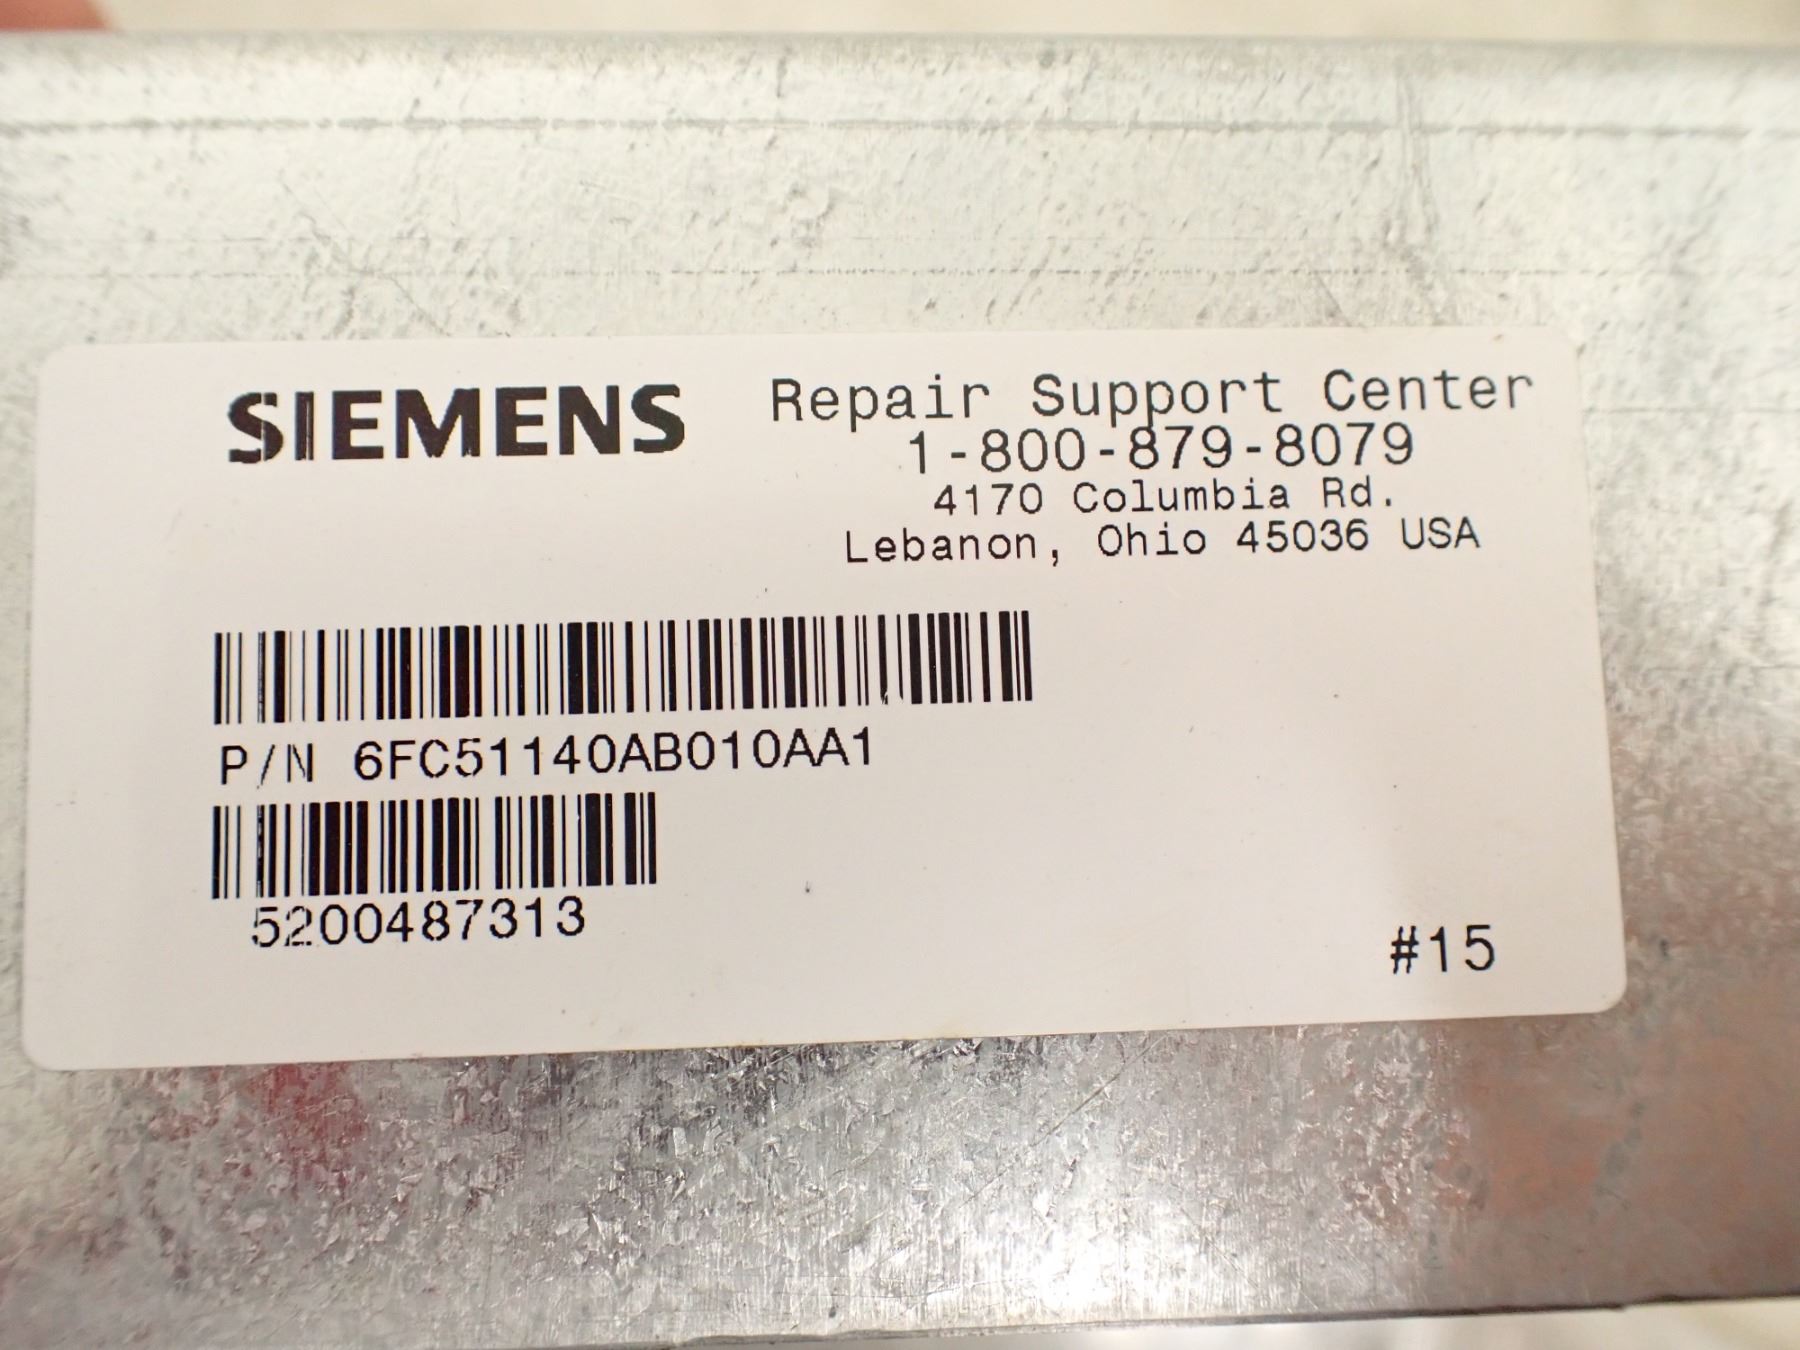 SIEMENS
Repair Support Center
1-800-879-8079
4170 Columbia Rd.
Lebanon, Ohio 45036 USA
P/N 6FC51140AB010AA1
5200487313
#15